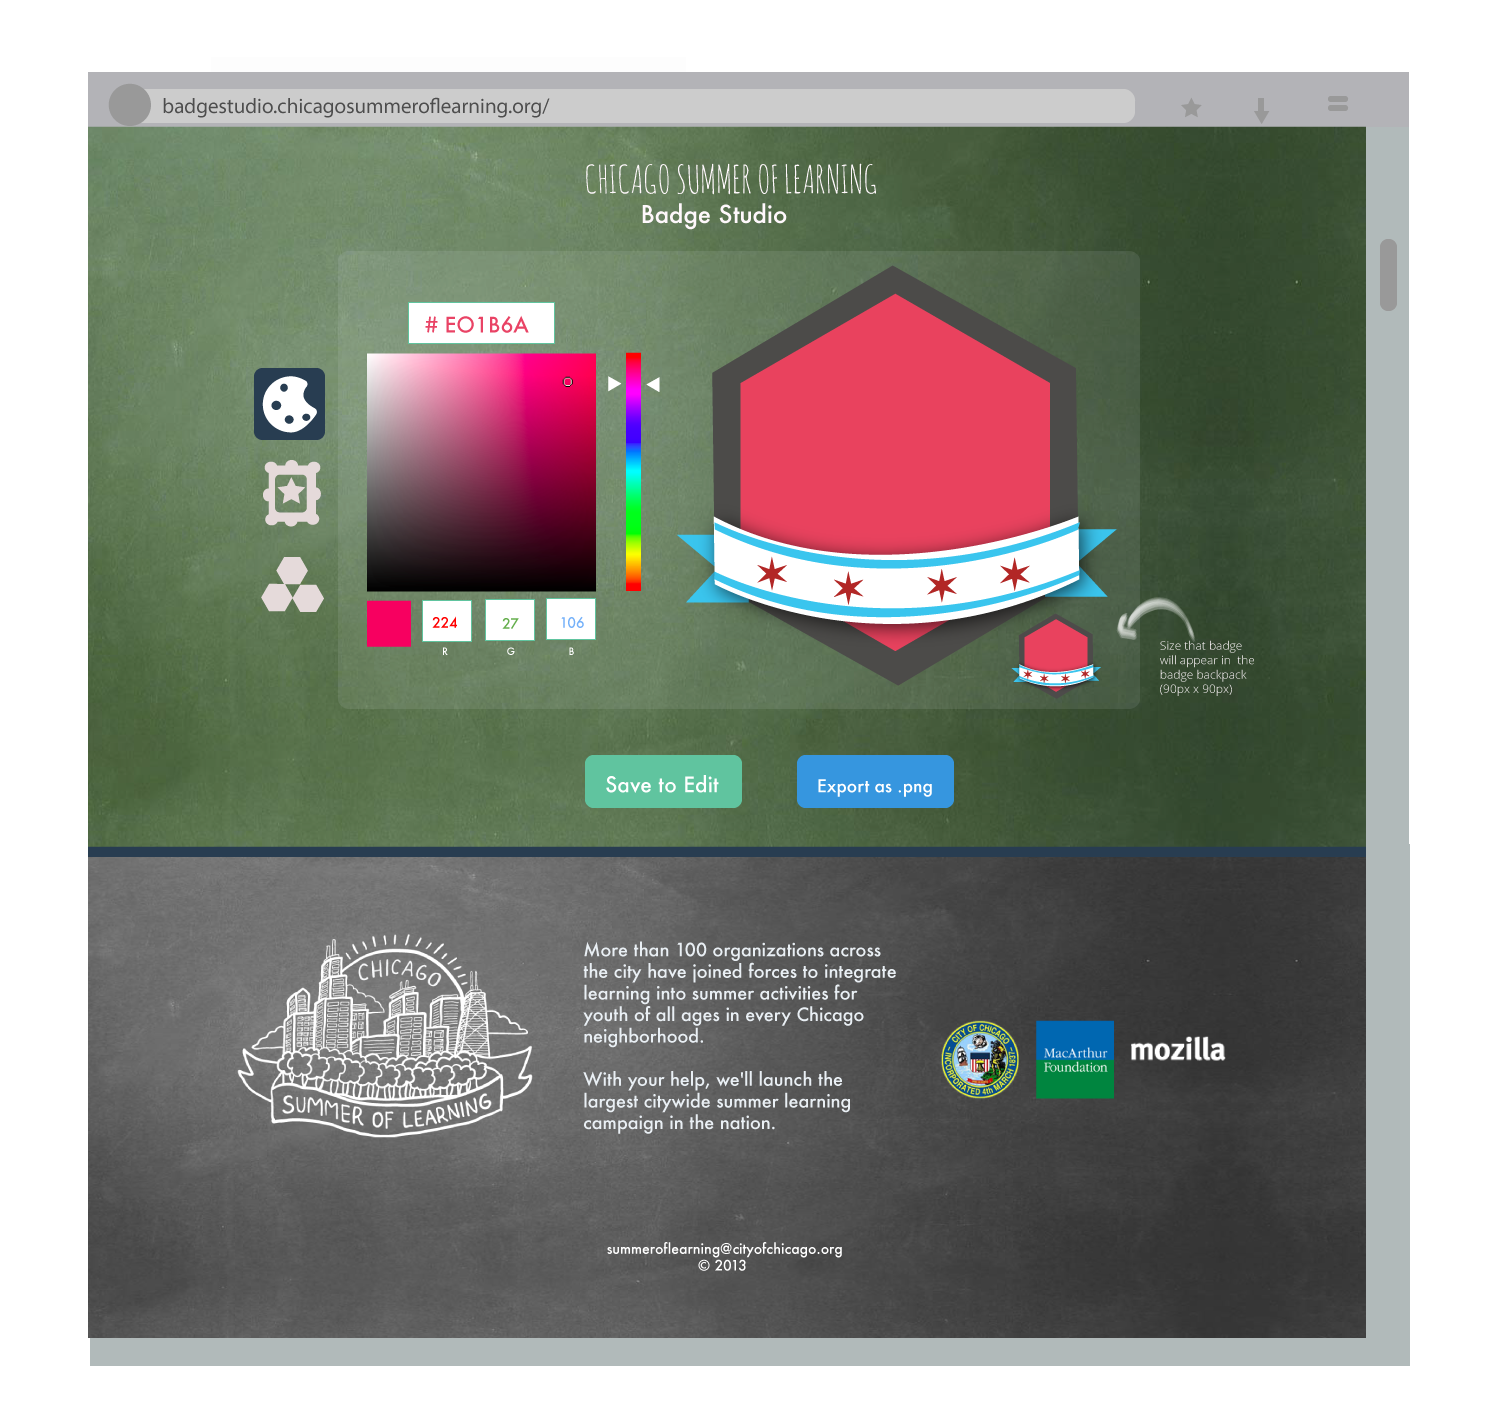 badgestudio.chicagosummeroflearning.org/
CHICAGO SUMMER OF LEARNING
Badge Studio
# EO1B6A
224
27
106
R
G
B
Size that badge
will appear in the
badge backpack
(90px x 90px)
Save to Edit
Export as .png
CHICAGO
SUMMER OF LEARNING
More than 100 organizations across
the city have joined forces to integrate
learning into summer activities for
youth of all ages in every Chicago
neighborhood.
With your help, we'll launch the
largest citywide summer learning
campaign in the nation.
CITY OF CHICAGO
INCORPORATED 4th MARCH 1837
MacArthur
Foundation
mozilla
summeroflearning@cityofchicago.org
© 2013